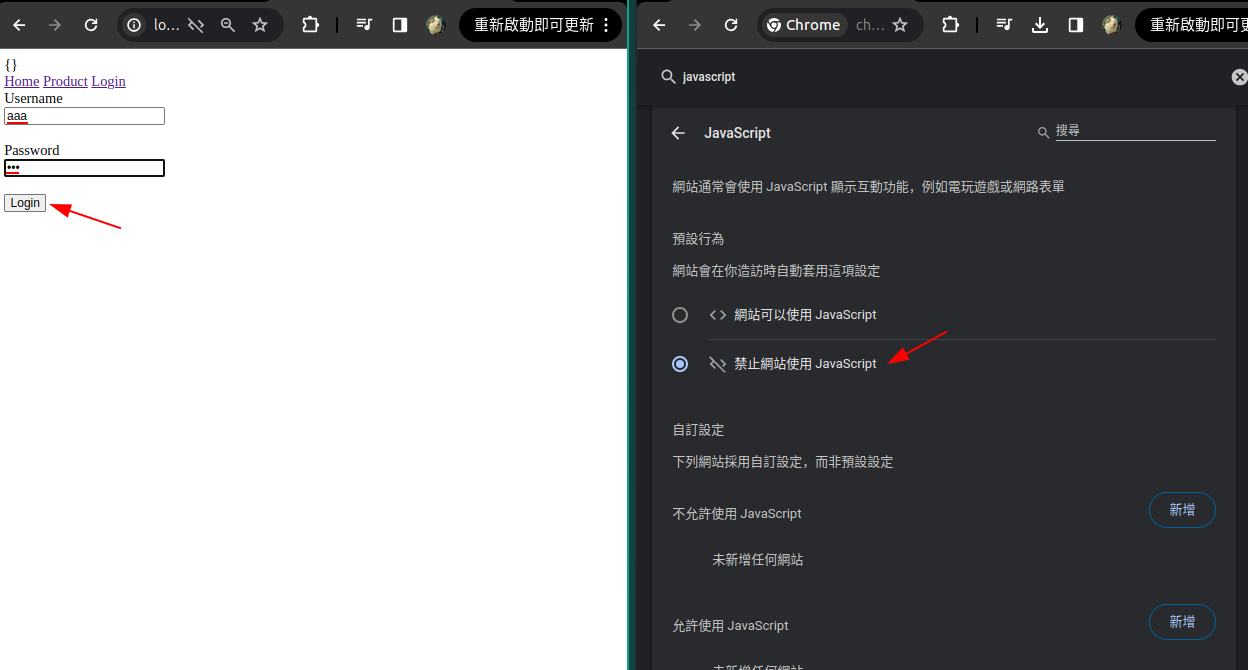 lo...
重新啟動即可更新
{}
Home Product Login
Username
aaa
Password
•••
Login
Chrome
ch...
重新啟動即可更
javascript
JavaScript
搜尋
網站通常會使用 JavaScript 顯示互動功能，例如電玩遊戲或網路表單
預設行為
網站會在你造訪時自動套用這項設定
網站可以使用 JavaScript
禁止網站使用 JavaScript
自訂設定
下列網站採用自訂設定，而非預設設定
不允許使用 JavaScript
新增
未新增任何網站
允許使用 JavaScript
新增
未新增任何網站